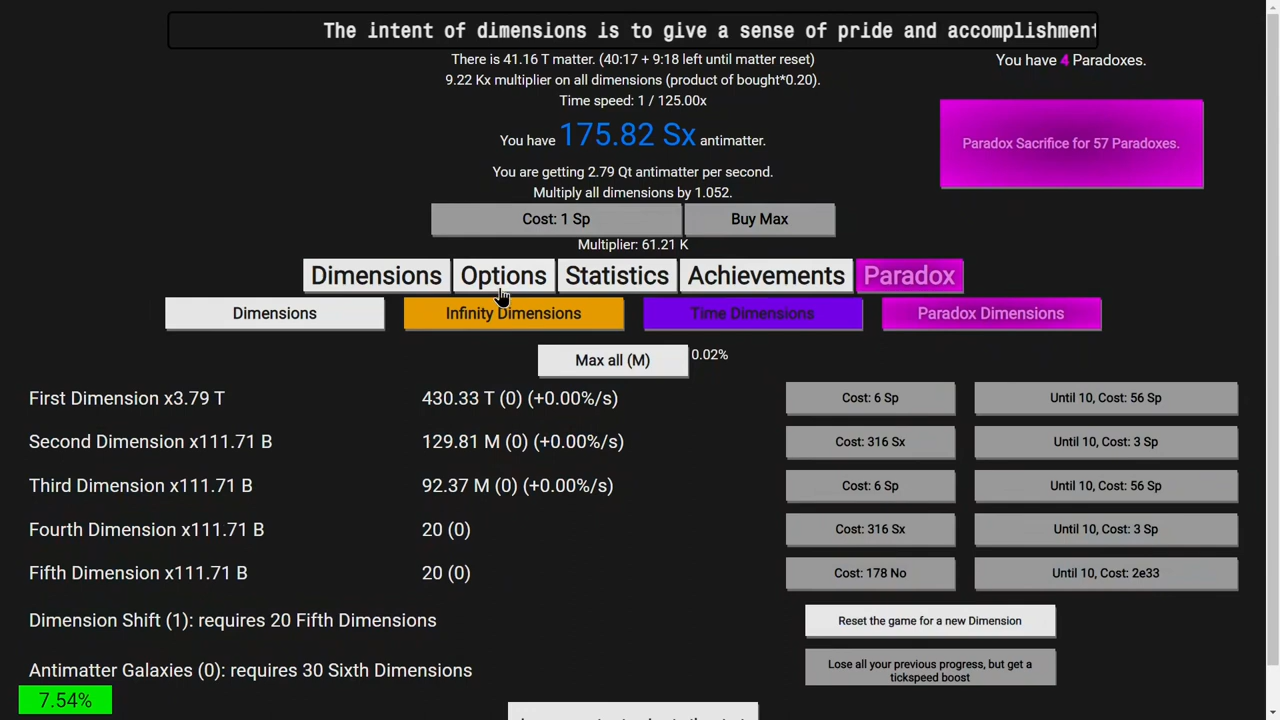 The intent of dimensions is to give a sense of pride and accomplishment
There is 41.16 T matter. (40:17 + 9:18 left until matter reset)
You have 4 Paradoxes.
9.22 Kx multiplier on all dimensions (product of bought*0.20).
Time speed: 1 / 125.00x
You have 175.82 Sx antimatter.
Paradox Sacrifice for 57 Paradoxes.
You are getting 2.79 Qt antimatter per second.
Multiply all dimensions by 1.052.
Cost: 1 Sp Buy Max
Multiplier: 61.21 K
Dimensions Options Statistics Achievements Paradox
Dimensions Infinity Dimensions Time Dimensions Paradox Dimensions
Max all (M) 0.02%
First Dimension x3.79 T 430.33 T (0) (+0.00%/s) Cost: 6 Sp Until 10, Cost: 56 Sp
Second Dimension x111.71 B 129.81 M (0) (+0.00%/s) Cost: 316 Sx Until 10, Cost: 3 Sp
Third Dimension x111.71 B 92.37 M (0) (+0.00%/s) Cost: 6 Sp Until 10, Cost: 56 Sp
Fourth Dimension x111.71 B 20 (0) Cost: 316 Sx Until 10, Cost: 3 Sp
Fifth Dimension x111.71 B 20 (0) Cost: 178 No Until 10, Cost: 2e33
Dimension Shift (1): requires 20 Fifth Dimensions Reset the game for a new Dimension
Antimatter Galaxies (0): requires 30 Sixth Dimensions Lose all your previous progress, but get a
tickspeed boost
7.54%